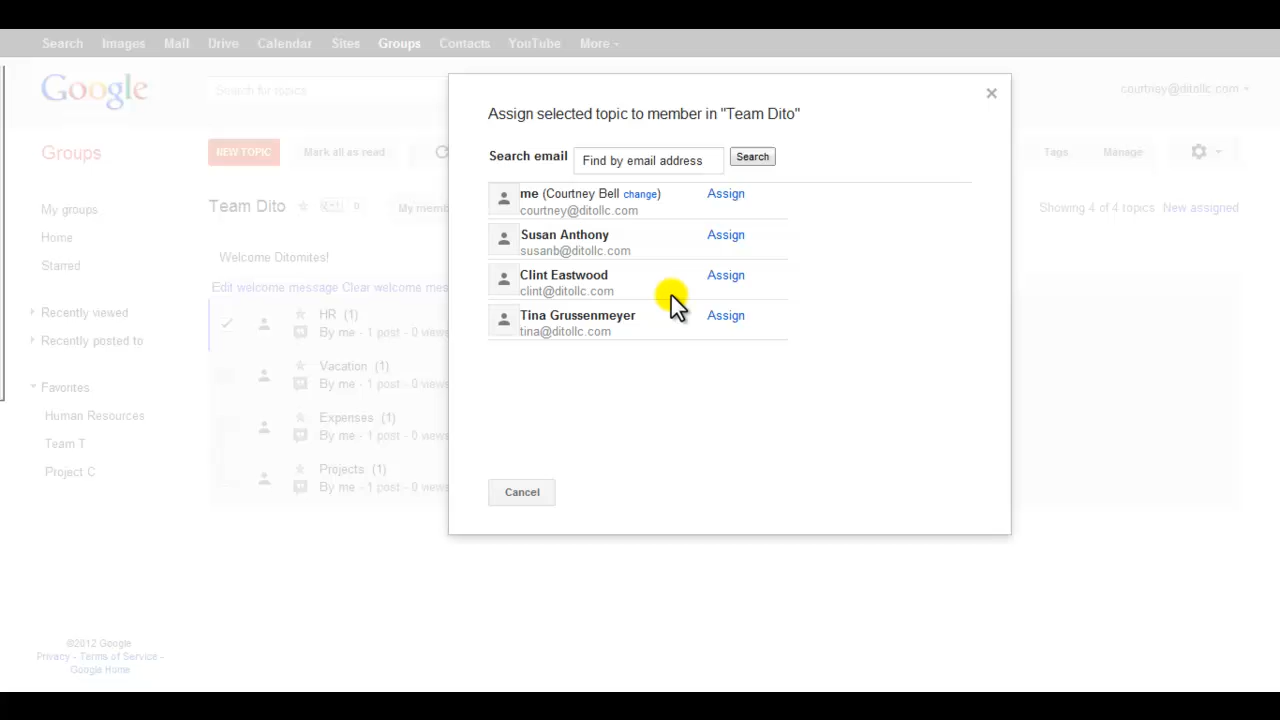 Search Images Mail Drive Calendar Sites Groups Contacts YouTube More
Google
Search for topics
courtney@ditollc.com
Groups
NEW TOPIC
Mark all as read
Tags
Manage
My groups
Home
Starred
Recently viewed
Recently posted to
Favorites
Human Resources
Team T
Project C
Team Dito
0
My memb
Showing 4 of 4 topics New assigned
Welcome Ditomites!
Edit welcome message Clear welcome mes
HR (1)
By me - 1 post - 0 views
Vacation (1)
By me - 1 post - 0 views
Expenses (1)
By me - 1 post - 0 views
Projects (1)
By me - 1 post - 0 views
Assign selected topic to member in "Team Dito"
Search email Find by email address Search
me (Courtney Bell change) Assign
courtney@ditollc.com
Susan Anthony Assign
susanb@ditollc.com
Clint Eastwood Assign
clint@ditollc.com
Tina Grussenmeyer Assign
tina@ditollc.com
Cancel
©2012 Google
Privacy - Terms of Service -
Google Home